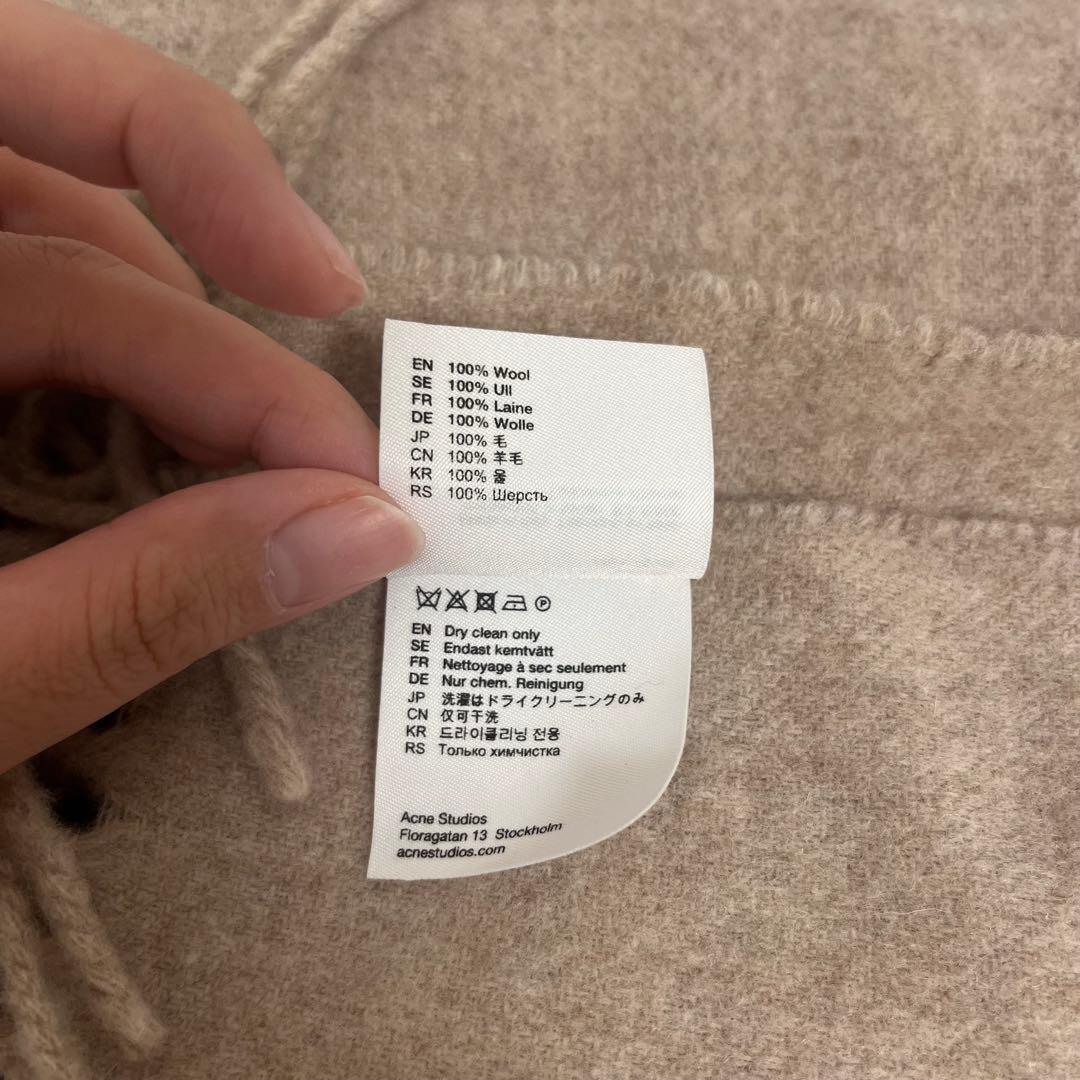 EN 100% Wool
SE 100% Ull
FR 100% Laine
DE 100% Wolle
JP 100% 毛
CN 100% 羊毛
KR 100% 울
RS 100% Шерсть
Ⓟ
EN Dry clean only
SE Endast kemtvätt
FR Nettoyage à sec seulement
DE Nur chem. Reinigung
JP 洗濯はドライクリーニングのみ
CN 仅可干洗
KR 드라이클리닝 전용
RS Только химчистка
Acne Studios
Floragatan 13 Stockholm
acnestudios.com